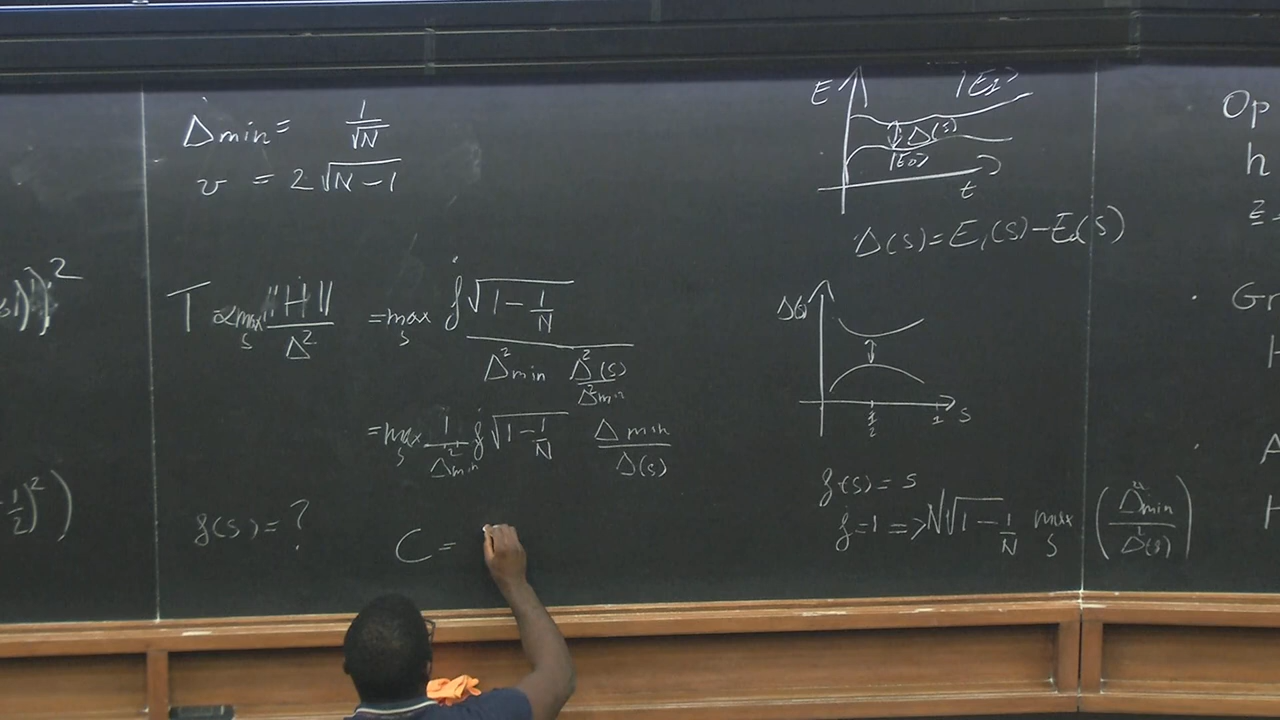 Δmin = 1/√N
v = 2√N-1
T ∝ max_s "Ḣ"/Δ² = max_s ḟ√1-1/N / Δ²min Δ²(s)/Δ²min
= max_s 1/Δ²min ḟ√1-1/N Δmin/Δ(s)
f(s) = ?
C =
)²
1/2)²)
E
|E₁>
Δ(s)
|E₀>
t
Δ(s) = E₁(s) - E₀(s)
1/2
1
s
f(s) = s
ḟ=1 => N√1-1/N max_s (Δ²min/Δ²(s))
Op
h
Gr
H
A
H